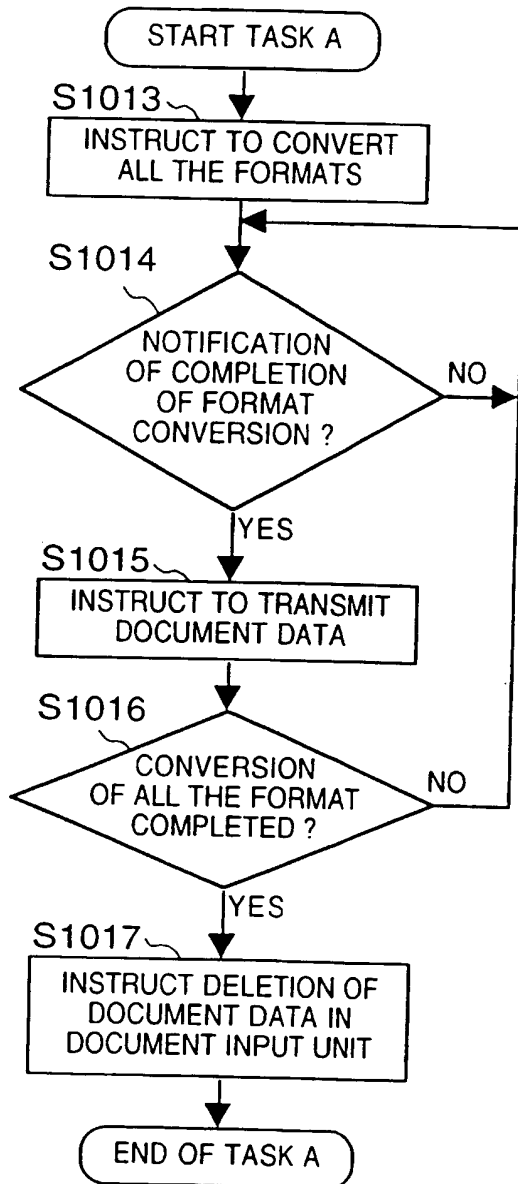 START TASK A
S1013
INSTRUCT TO CONVERT
ALL THE FORMATS
S1014
NOTIFICATION
OF COMPLETION
OF FORMAT
CONVERSION ?
NO
YES
S1015
INSTRUCT TO TRANSMIT
DOCUMENT DATA
S1016
CONVERSION
OF ALL THE FORMAT
COMPLETED ?
NO
YES
S1017
INSTRUCT DELETION OF
DOCUMENT DATA IN
DOCUMENT INPUT UNIT
END OF TASK A